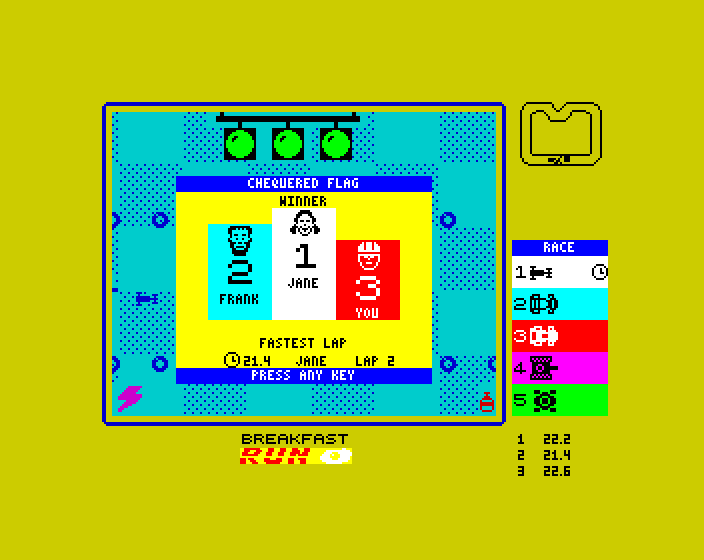 CHEQUERED FLAG
WINNER
1
JANE
2
FRANK
3
YOU
FASTEST LAP
21.4 JANE LAP 2
PRESS ANY KEY
RACE
1
2
3
4
5
BREAKFAST
RUN
1 22.2
2 21.4
3 22.6